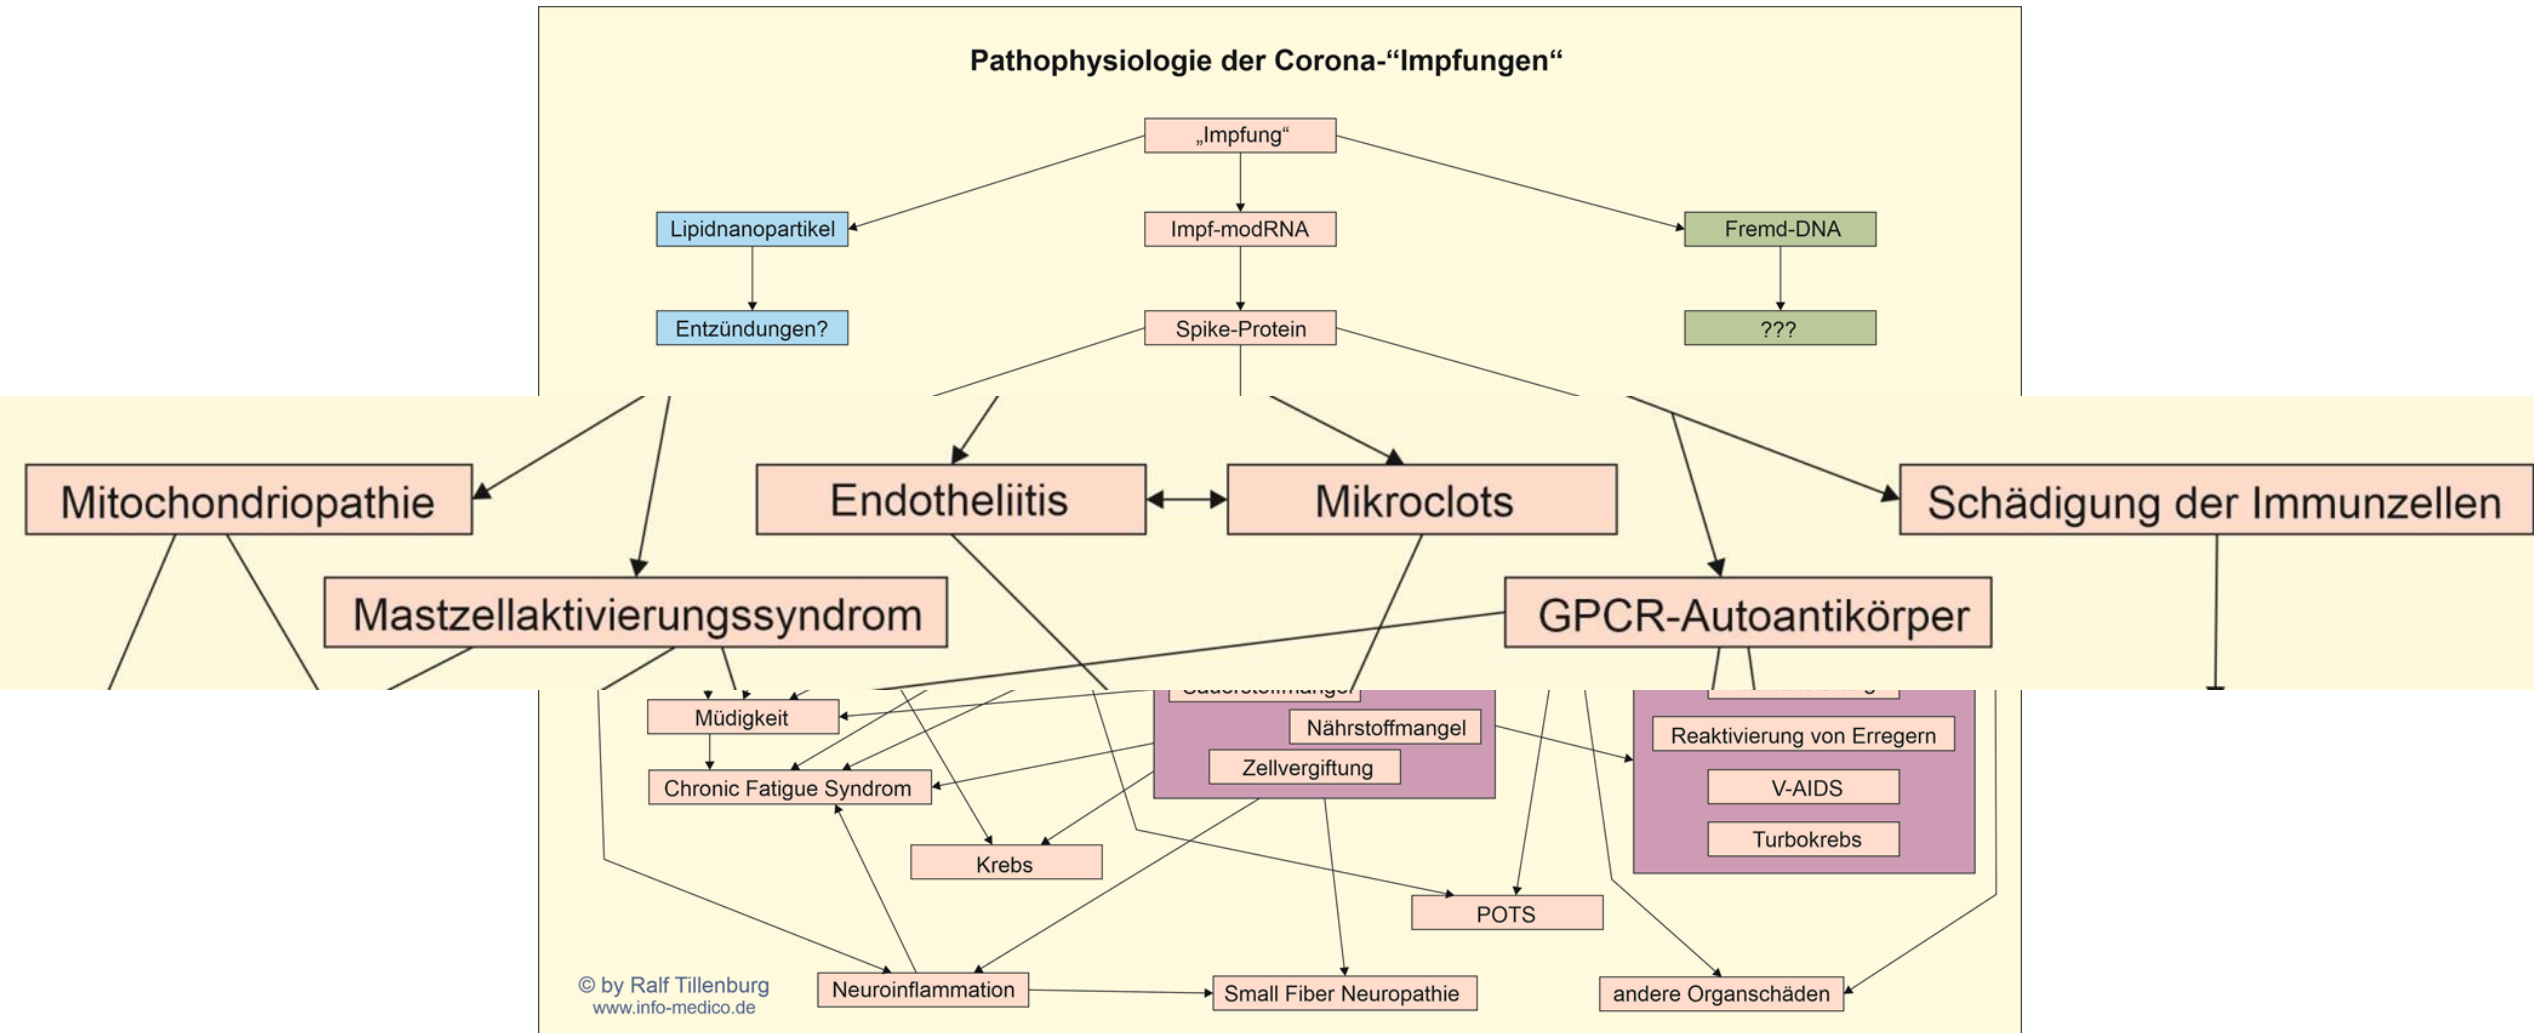 Pathophysiologie der Corona-“Impfungen“
„Impfung“
Lipidnanopartikel
Impf-modRNA
Fremd-DNA
Entzündungen?
Spike-Protein
???
Mitochondriopathie
Endotheliitis
Mikroclots
Schädigung der Immunzellen
Mastzellaktivierungssyndrom
GPCR-Autoantikörper
Müdigkeit
Nährstoffmangel
Reaktivierung von Erregern
Zellvergiftung
Chronic Fatigue Syndrom
V-AIDS
Turbokrebs
Krebs
POTS
© by Ralf Tillenburg
www.info-medico.de
Neuroinflammation
Small Fiber Neuropathie
andere Organschäden